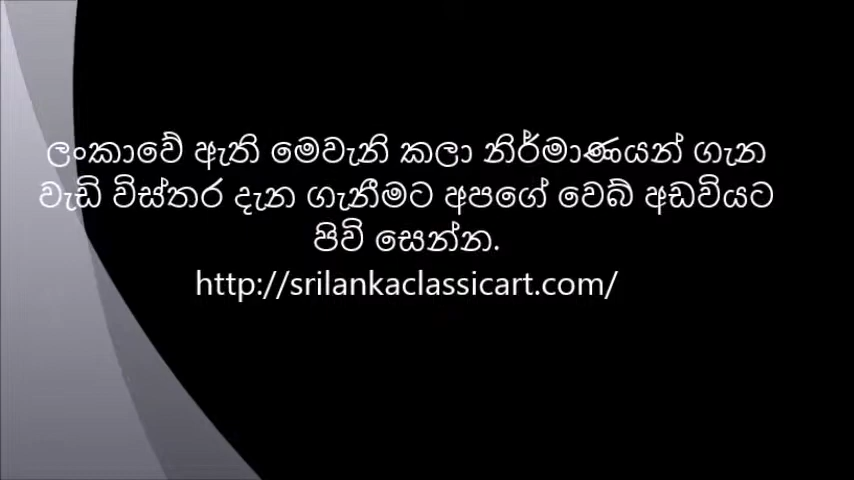 ලංකාවේ ඇති මෙවැනි කලා නිර්මාණයන් ගැන
වැඩි විස්තර දැන ගැනීමට අපගේ වෙබ් අඩවියට
පිවි සෙන්න.
http://srilankaclassicart.com/